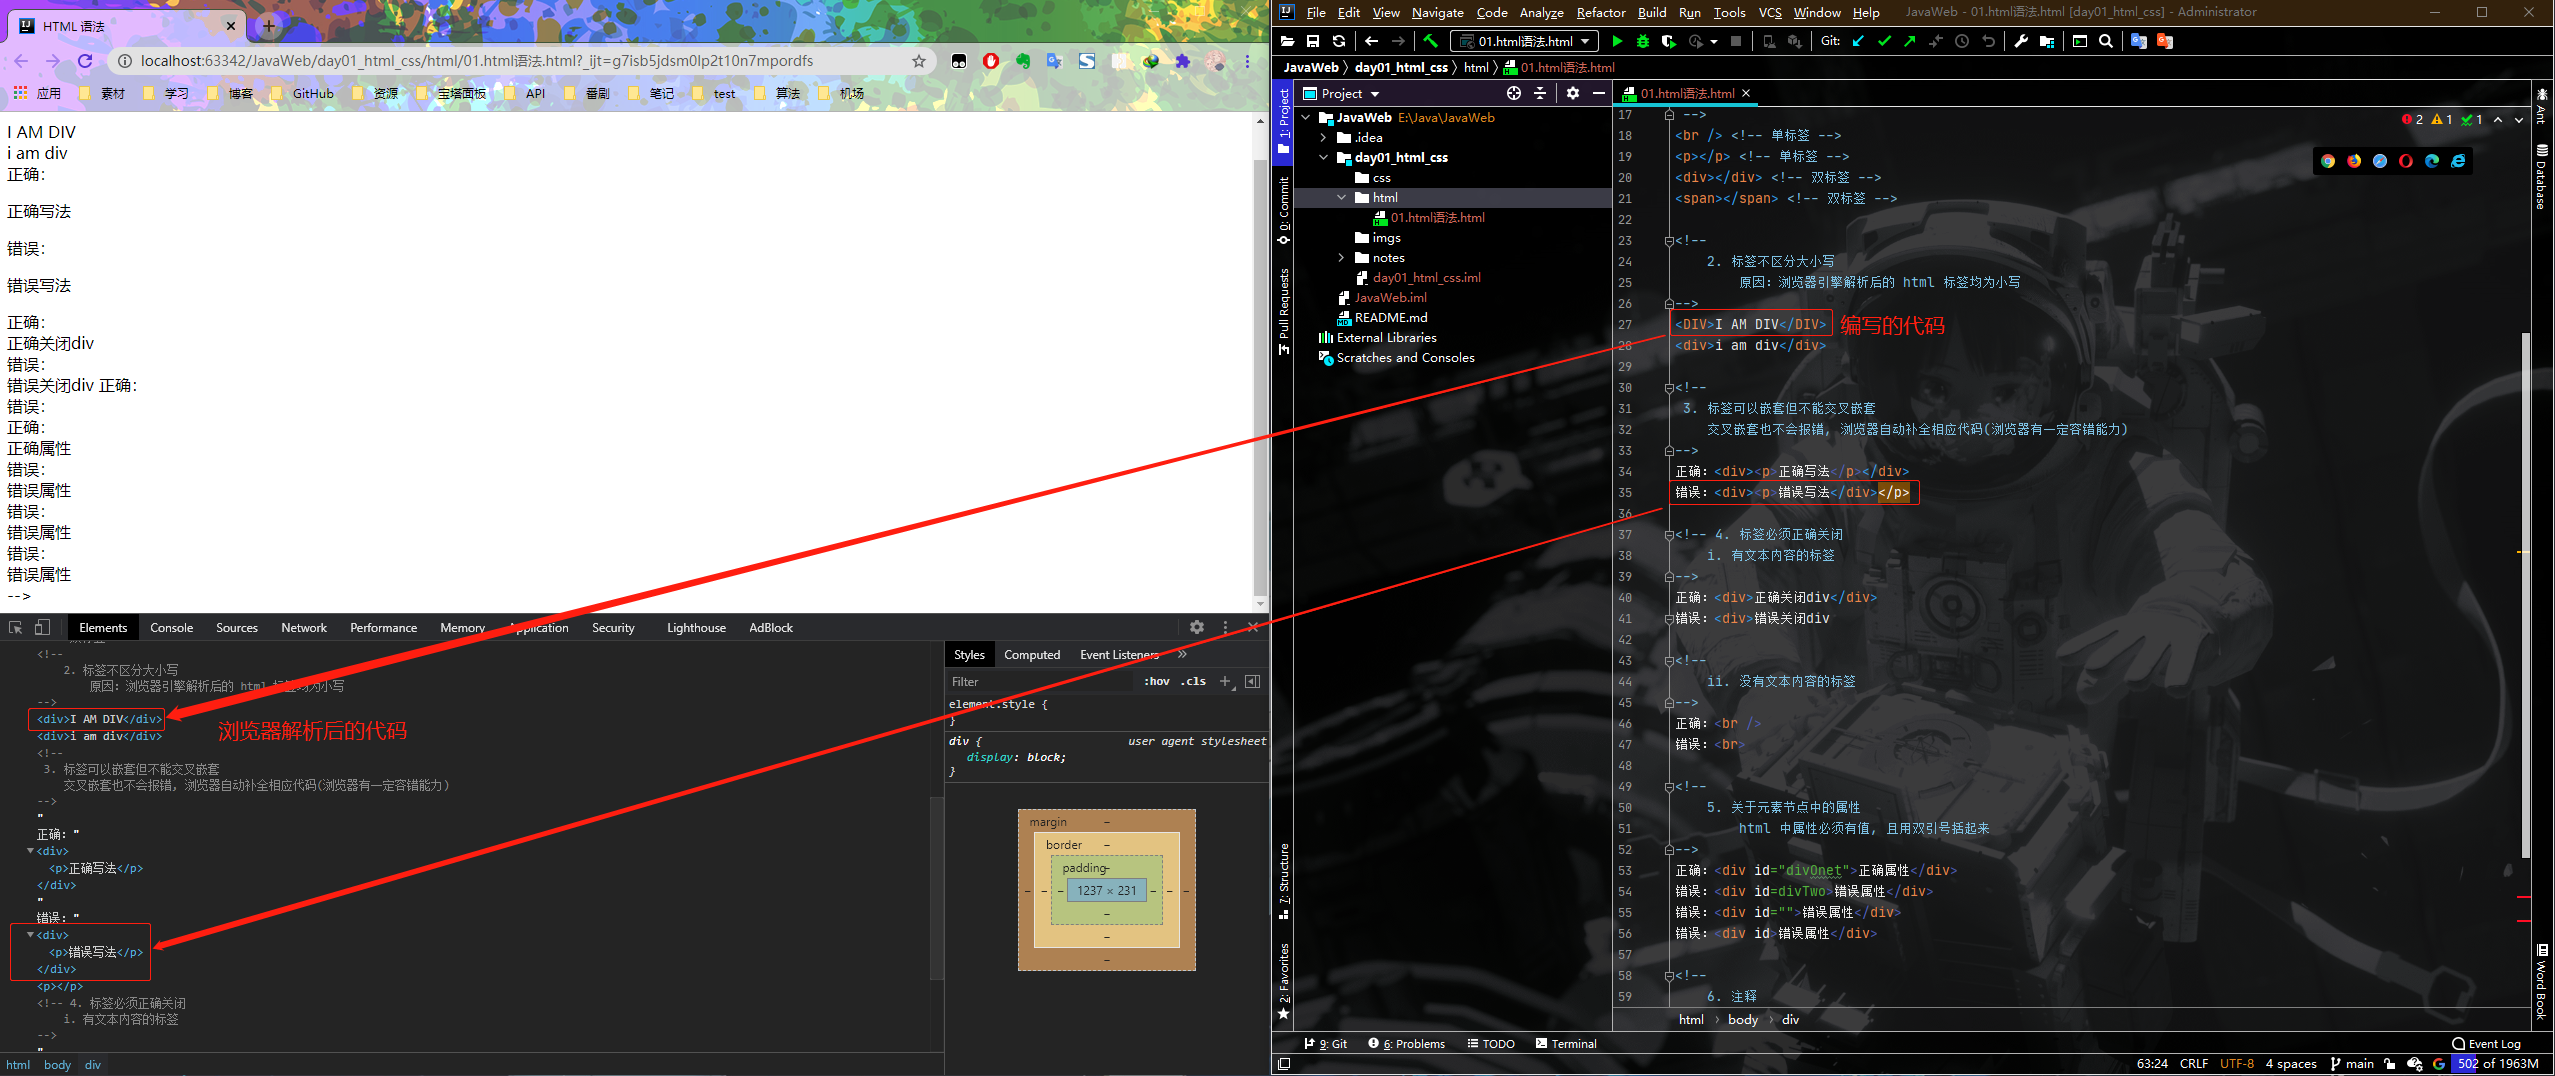 HTML 语法
localhost:63342/JavaWeb/day01_html_css/html/01.html语法.html?_ijt=g7isb5jdsm0lp2t10n7mpordfs
应用 素材 学习 博客 GitHub 资源 宝塔面板 API 番剧 笔记 test 算法 机场
I AM DIV
i am div
正确：
正确写法
错误：
错误写法
正确：
正确关闭div
错误：
错误关闭div 正确：
错误：
正确：
正确属性
错误：
错误属性
错误：
错误属性
错误：
错误属性
-->
Elements Console Sources Network Performance Memory Application Security Lighthouse AdBlock
<!--
2. 标签不区分大小写
原因：浏览器引擎解析后的 html 标签均为小写
-->
<div>I AM DIV</div>
浏览器解析后的代码
<div>i am div</div>
<!--
3. 标签可以嵌套但不能交叉嵌套
交叉嵌套也不会报错，浏览器自动补全相应代码(浏览器有一定容错能力)
-->
"
正确："
<div>
<p>正确写法</p>
</div>
"
错误："
<div>
<p>错误写法</p>
</div>
<p></p>
<!-- 4. 标签必须正确关闭
i. 有文本内容的标签
-->
"
html body div
Styles Computed Event Listeners »
Filter :hov .cls +
element.style {
}
div { user agent stylesheet
display: block;
}
margin –
border –
padding –
– – – 1237 × 231 – – –
–
–
–
File Edit View Navigate Code Analyze Refactor Build Run Tools VCS Window Help JavaWeb - 01.html语法.html [day01_html_css] - Administrator
01.html语法.html Git:
JavaWeb day01_html_css html 01.html语法.html
1: Project
0: Commit
Pull Requests
7: Structure
2: Favorites
Project
JavaWeb E:\Java\JavaWeb
.idea
day01_html_css
css
html
01.html语法.html
imgs
notes
day01_html_css.iml
JavaWeb.iml
README.md
External Libraries
Scratches and Consoles
01.html语法.html
2 1 1
17 -->
18 <br /> <!-- 单标签 -->
19 <p></p> <!-- 单标签 -->
20 <div></div> <!-- 双标签 -->
21 <span></span> <!-- 双标签 -->
22
23 <!--
24 2. 标签不区分大小写
25 原因：浏览器引擎解析后的 html 标签均为小写
26 -->
27 <DIV>I AM DIV</DIV> 编写的代码
28 <div>i am div</div>
29
30 <!--
31 3. 标签可以嵌套但不能交叉嵌套
32 交叉嵌套也不会报错，浏览器自动补全相应代码(浏览器有一定容错能力)
33 -->
34 正确：<div><p>正确写法</p></div>
35 错误：<div><p>错误写法</div></p>
36
37 <!-- 4. 标签必须正确关闭
38 i. 有文本内容的标签
39 -->
40 正确：<div>正确关闭div</div>
41 错误：<div>错误关闭div
42
43 <!--
44 ii. 没有文本内容的标签
45 -->
46 正确：<br />
47 错误：<br>
48
49 <!--
50 5. 关于元素节点中的属性
51 html 中属性必须有值，且用双引号括起来
52 -->
53 正确：<div id="divOnet">正确属性</div>
54 错误：<div id=divTwo>错误属性</div>
55 错误：<div id="">错误属性</div>
56 错误：<div id>错误属性</div>
57
58 <!--
59 6. 注释
html body div
Ant
Database
Word Book
9: Git 6: Problems TODO Terminal Event Log
63:24 CRLF UTF-8 4 spaces main 502 of 1963M